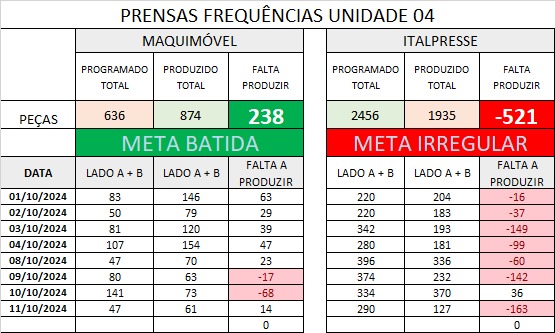 PRENSAS FREQUÊNCIAS UNIDADE 04
MAQUIMÓVEL ITALPRESSE
PROGRAMADO TOTAL PRODUZIDO TOTAL FALTA PRODUZIR PROGRAMADO TOTAL PRODUZIDO TOTAL FALTA PRODUZIR
PEÇAS 636 874 238 2456 1935 -521
META BATIDA META IRREGULAR
DATA LADO A + B LADO A + B FALTA A PRODUZIR LADO A + B LADO A + B FALTA A PRODUZIR
01/10/2024 83 146 63 220 204 -16
02/10/2024 50 79 29 220 183 -37
03/10/2024 81 120 39 342 193 -149
04/10/2024 107 154 47 280 181 -99
08/10/2024 47 70 23 396 336 -60
09/10/2024 80 63 -17 374 232 -142
10/10/2024 141 73 -68 334 370 36
11/10/2024 47 61 14 290 127 -163
0 0